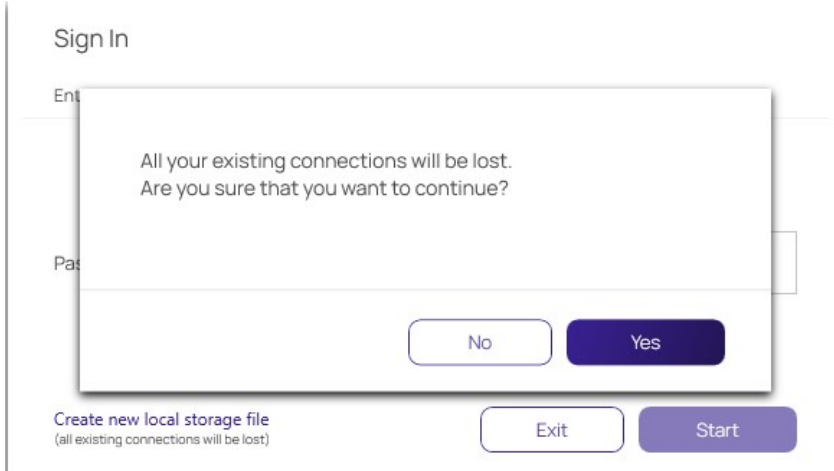 Sign In
All your existing connections will be lost.
Are you sure that you want to continue?
No
Yes
Create new local storage file
(all existing connections will be lost)
Exit
Start